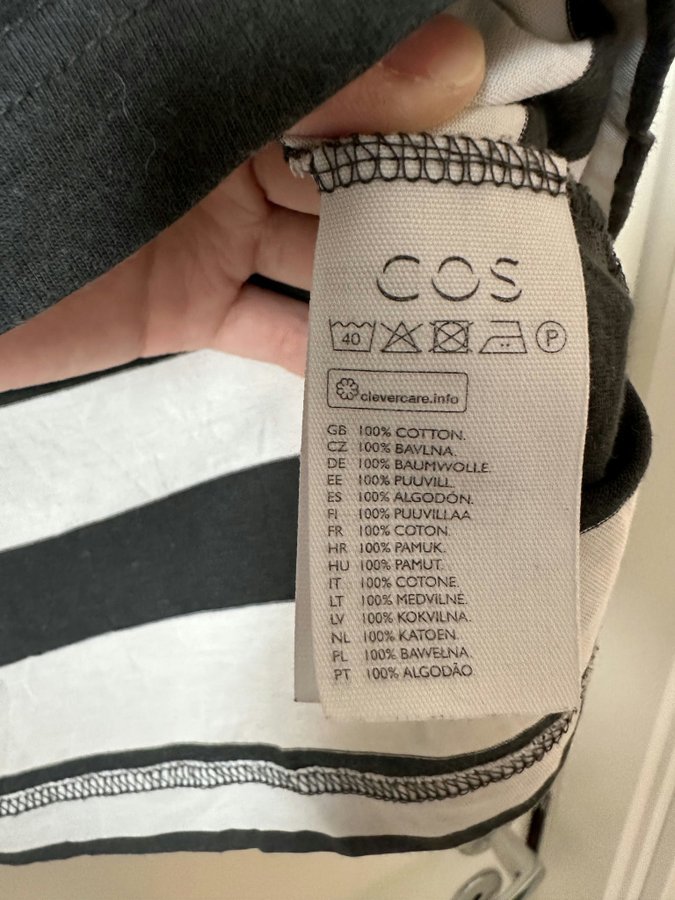 COS
40 P
clevercare.info
GB 100% COTTON.
CZ 100% BAVLNA.
DE 100% BAUMWOLLE.
EE 100% PUUVILL.
ES 100% ALGODÓN.
FI 100% PUUVILLAA
FR 100% COTON.
HR 100% PAMUK.
HU 100% PAMUT.
IT 100% COTONE.
LT 100% MEDVILNĖ.
LV 100% KOKVILNA.
NL 100% KATOEN.
PL 100% BAWEŁNA.
PT 100% ALGODÃO.